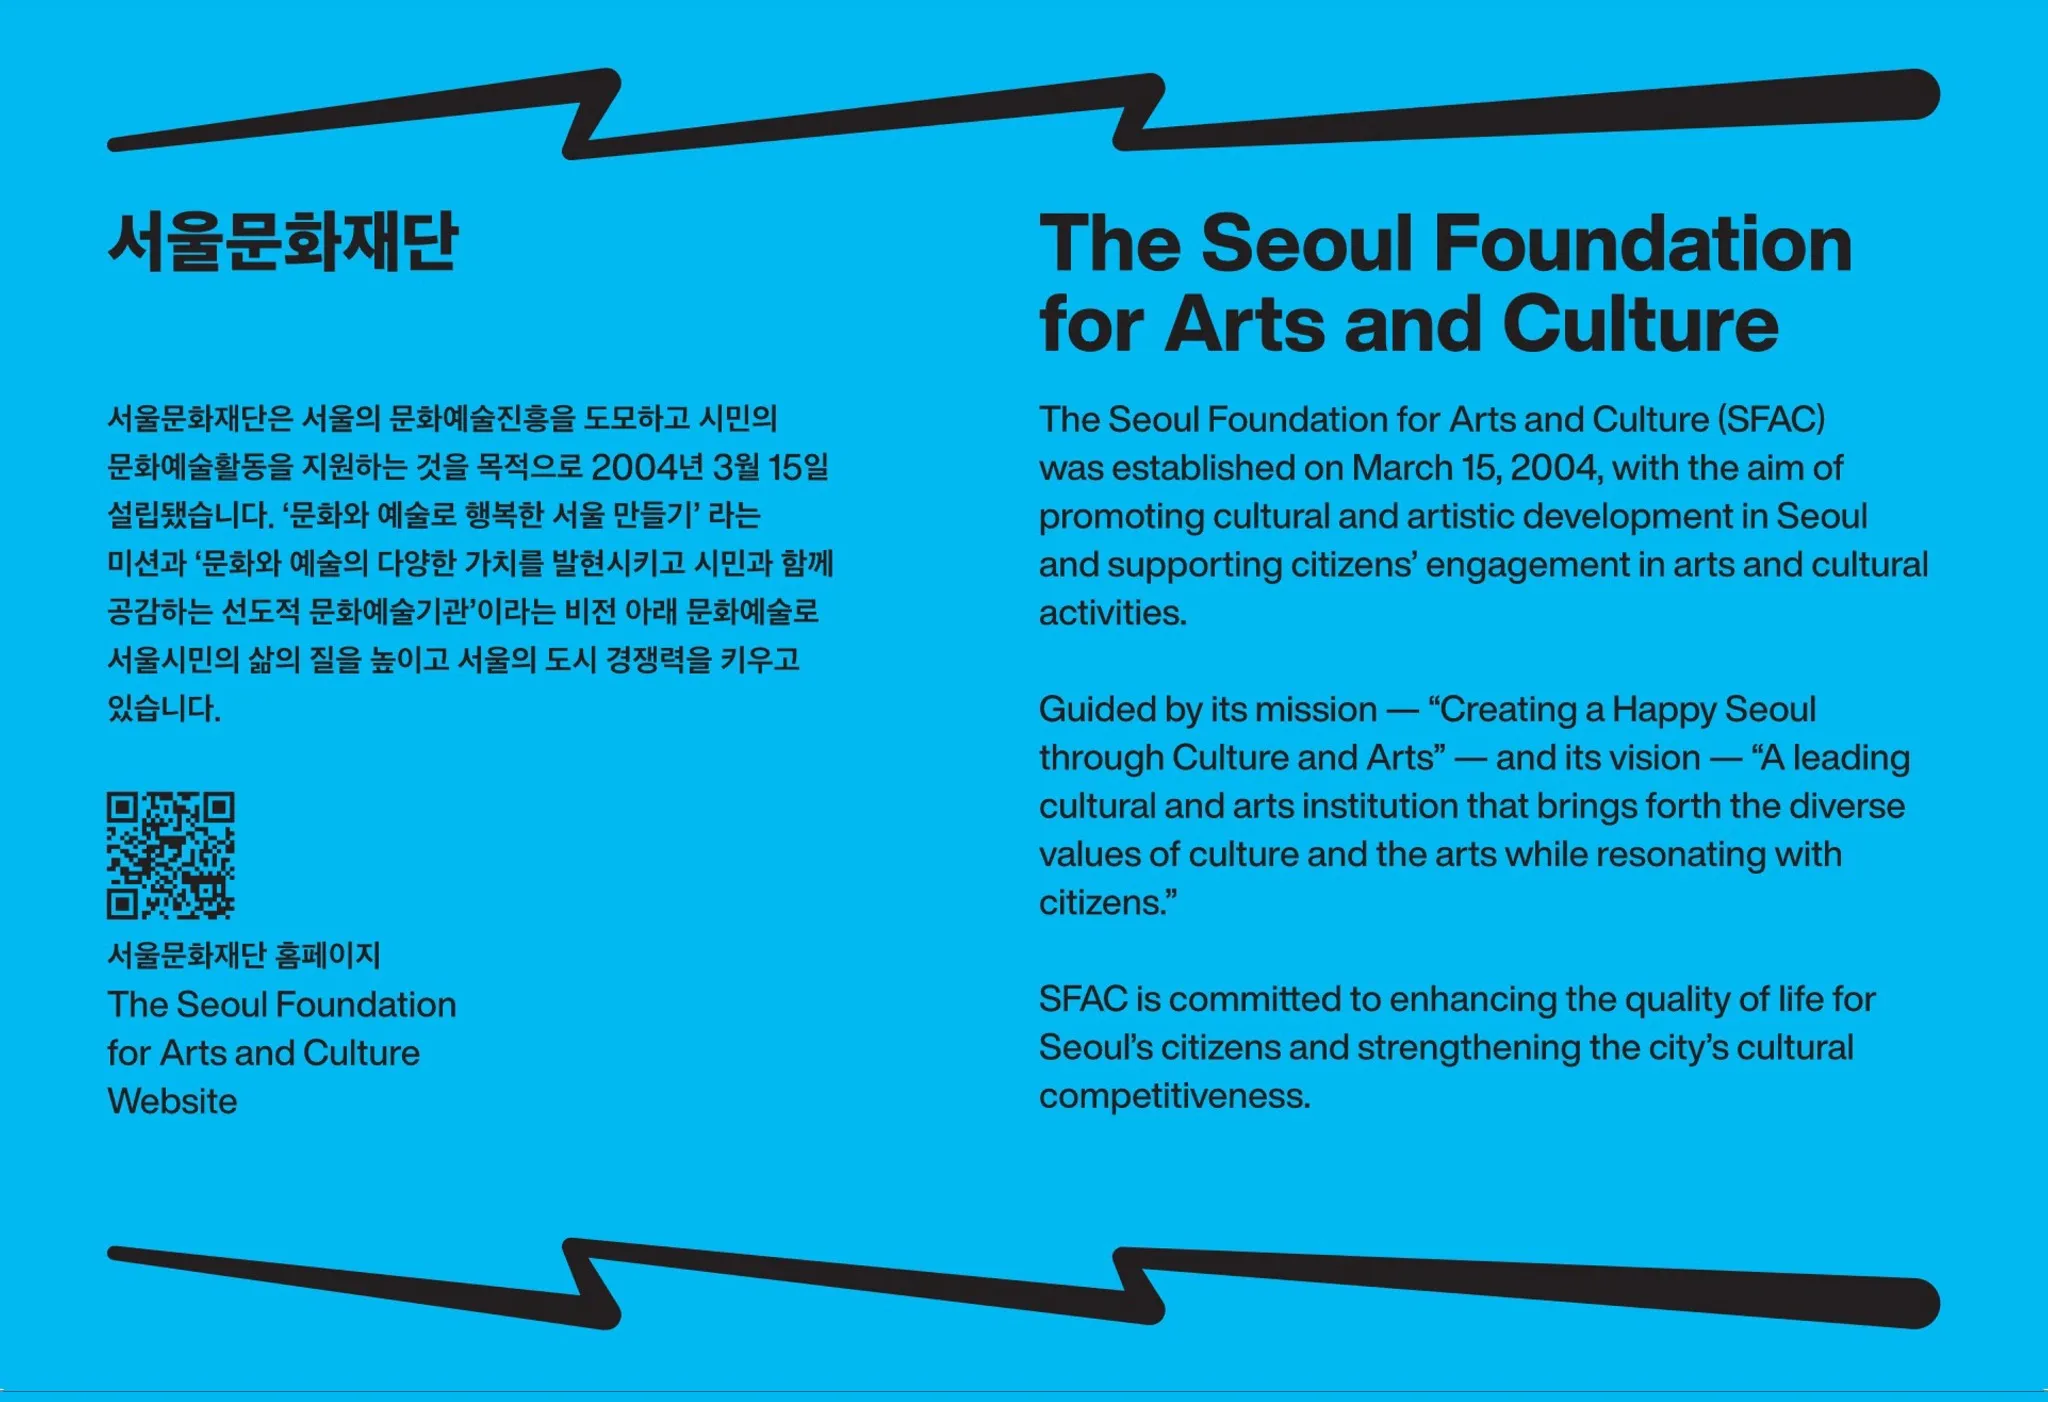 서울문화재단
서울문화재단은 서울의 문화예술진흥을 도모하고 시민의
문화예술활동을 지원하는 것을 목적으로 2004년 3월 15일
설립됐습니다. ‘문화와 예술로 행복한 서울 만들기’ 라는
미션과 ‘문화와 예술의 다양한 가치를 발현시키고 시민과 함께
공감하는 선도적 문화예술기관’이라는 비전 아래 문화예술로
서울시민의 삶의 질을 높이고 서울의 도시 경쟁력을 키우고
있습니다.
서울문화재단 홈페이지
The Seoul Foundation
for Arts and Culture
Website
The Seoul Foundation
for Arts and Culture
The Seoul Foundation for Arts and Culture (SFAC)
was established on March 15, 2004, with the aim of
promoting cultural and artistic development in Seoul
and supporting citizens’ engagement in arts and cultural
activities.
Guided by its mission — “Creating a Happy Seoul
through Culture and Arts” — and its vision — “A leading
cultural and arts institution that brings forth the diverse
values of culture and the arts while resonating with
citizens.”
SFAC is committed to enhancing the quality of life for
Seoul’s citizens and strengthening the city’s cultural
competitiveness.